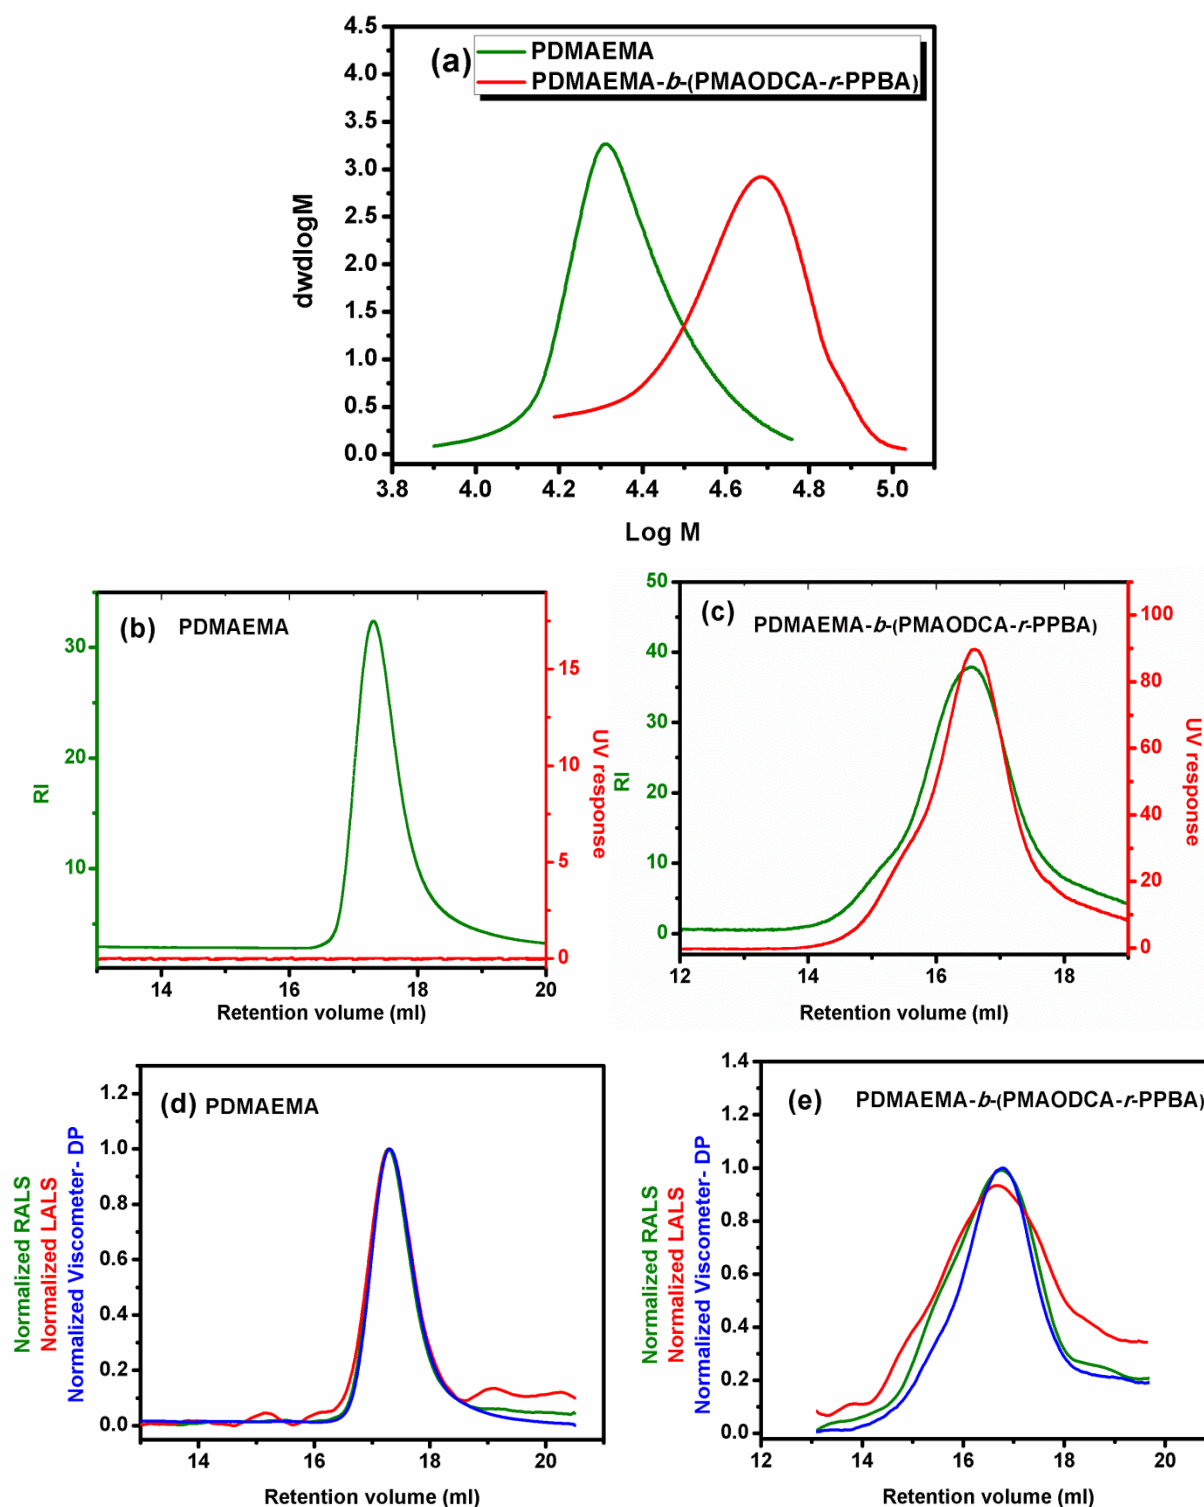 (a)
PDMAEMA
PDMAEMA-b-(PMAODCA-r-PPBA)
4.5
4.0
3.5
3.0
2.5
2.0
1.5
1.0
0.5
0.0
dwdlogM
3.8 4.0 4.2 4.4 4.6 4.8 5.0
Log M
(b) PDMAEMA
30
20
10
RI
15
10
5
0
UV response
14 16 18 20
Retention volume (ml)
(c) PDMAEMA-b-(PMAODCA-r-PPBA)
50
40
30
20
10
0
RI
100
80
60
40
20
0
UV response
12 14 16 18
Retention volume (ml)
(d) PDMAEMA
1.2
1.0
0.8
0.6
0.4
0.2
0.0
Normalized RALS
Normalized LALS
Normalized Viscometer- DP
14 16 18 20
Retention volume (ml)
(e) PDMAEMA-b-(PMAODCA-r-PPBA)
1.4
1.2
1.0
0.8
0.6
0.4
0.2
0.0
Normalized RALS
Normalized LALS
Normalized Viscometer- DP
12 14 16 18 20
Retention volume (ml)